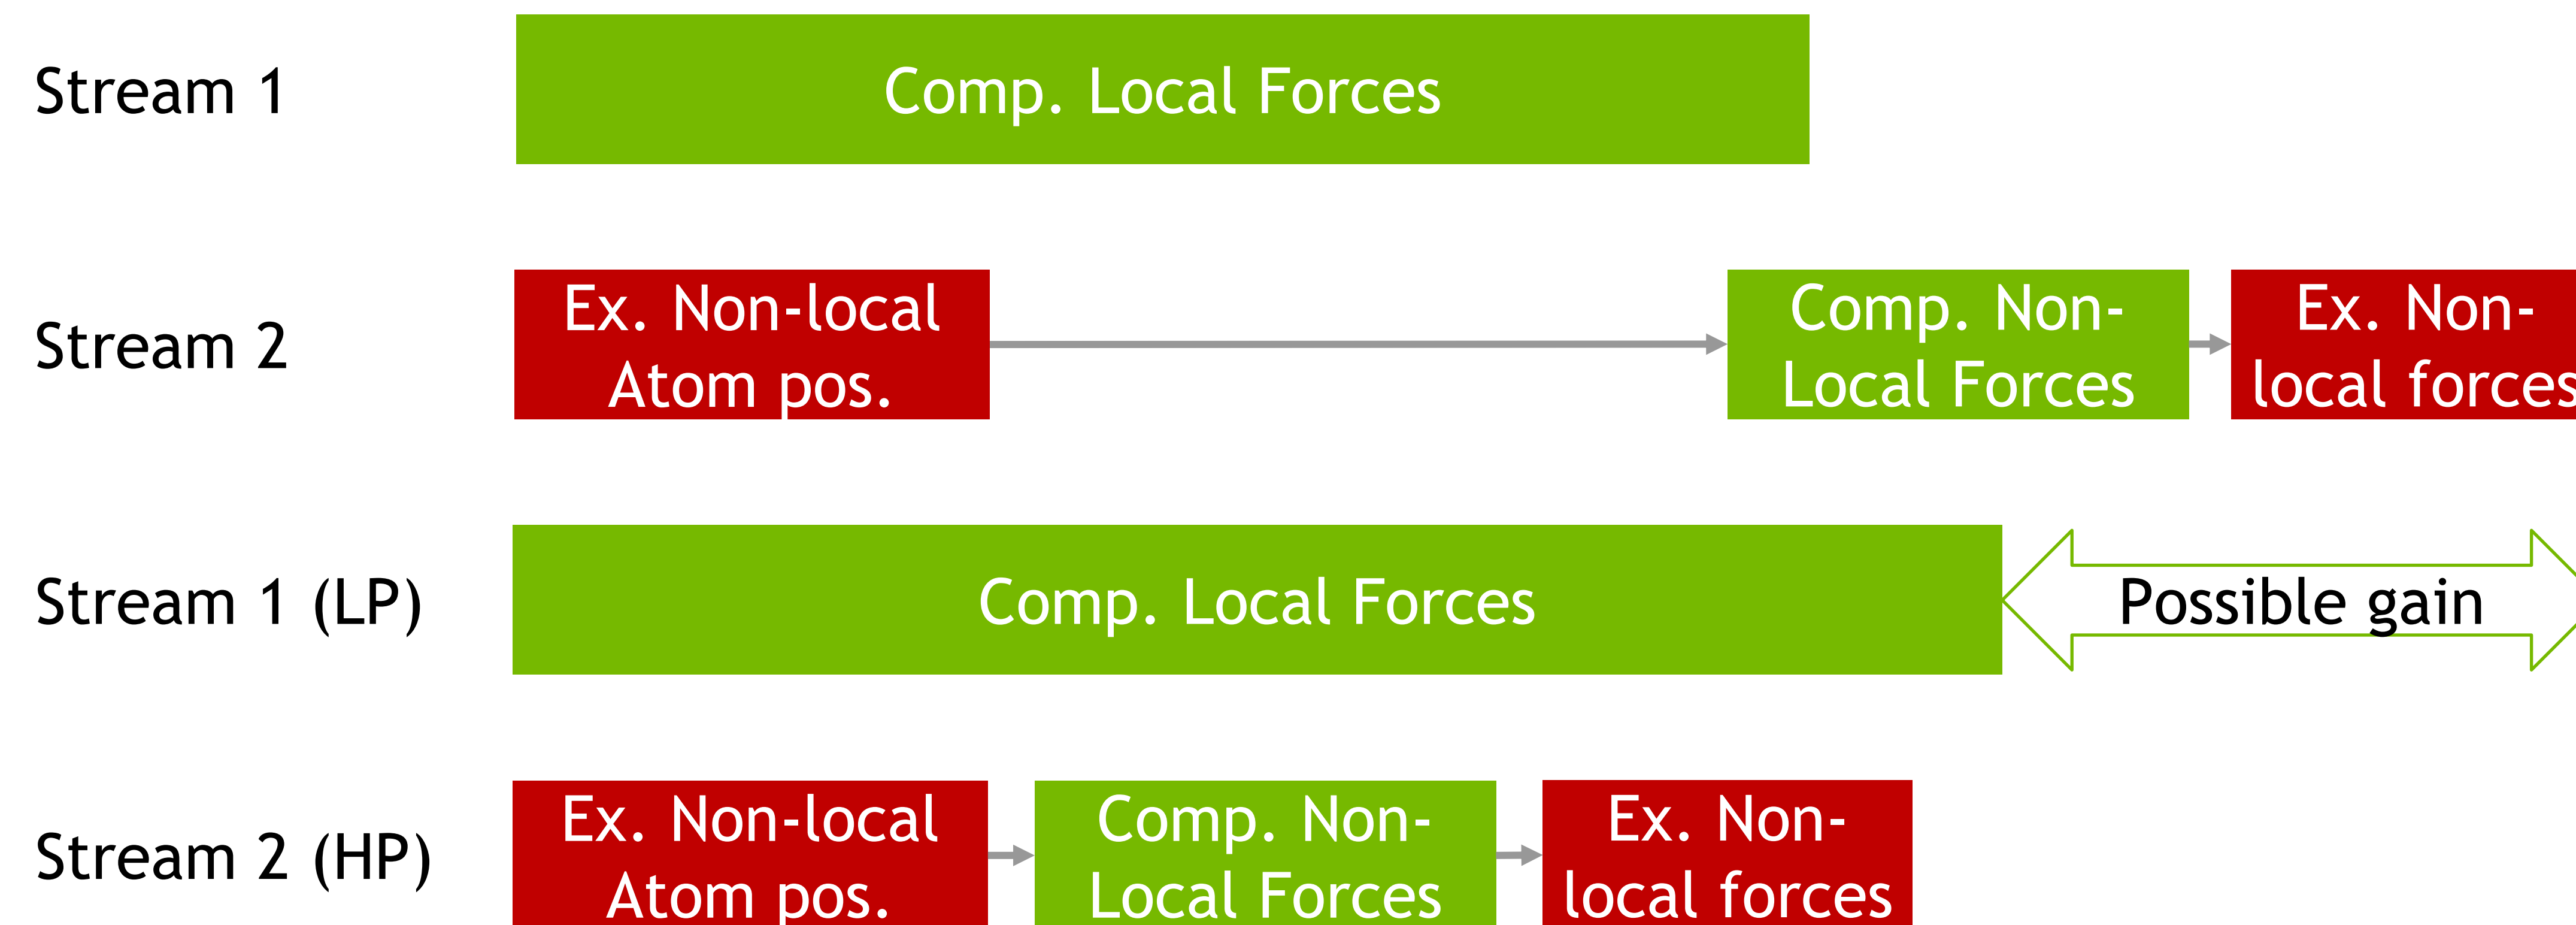 Stream 1
Comp. Local Forces
Stream 2
Ex. Non-local
Atom pos.
Comp. Non-
Local Forces
Ex. Non-
local forces
Stream 1 (LP)
Comp. Local Forces
Possible gain
Stream 2 (HP)
Ex. Non-local
Atom pos.
Comp. Non-
Local Forces
Ex. Non-
local forces